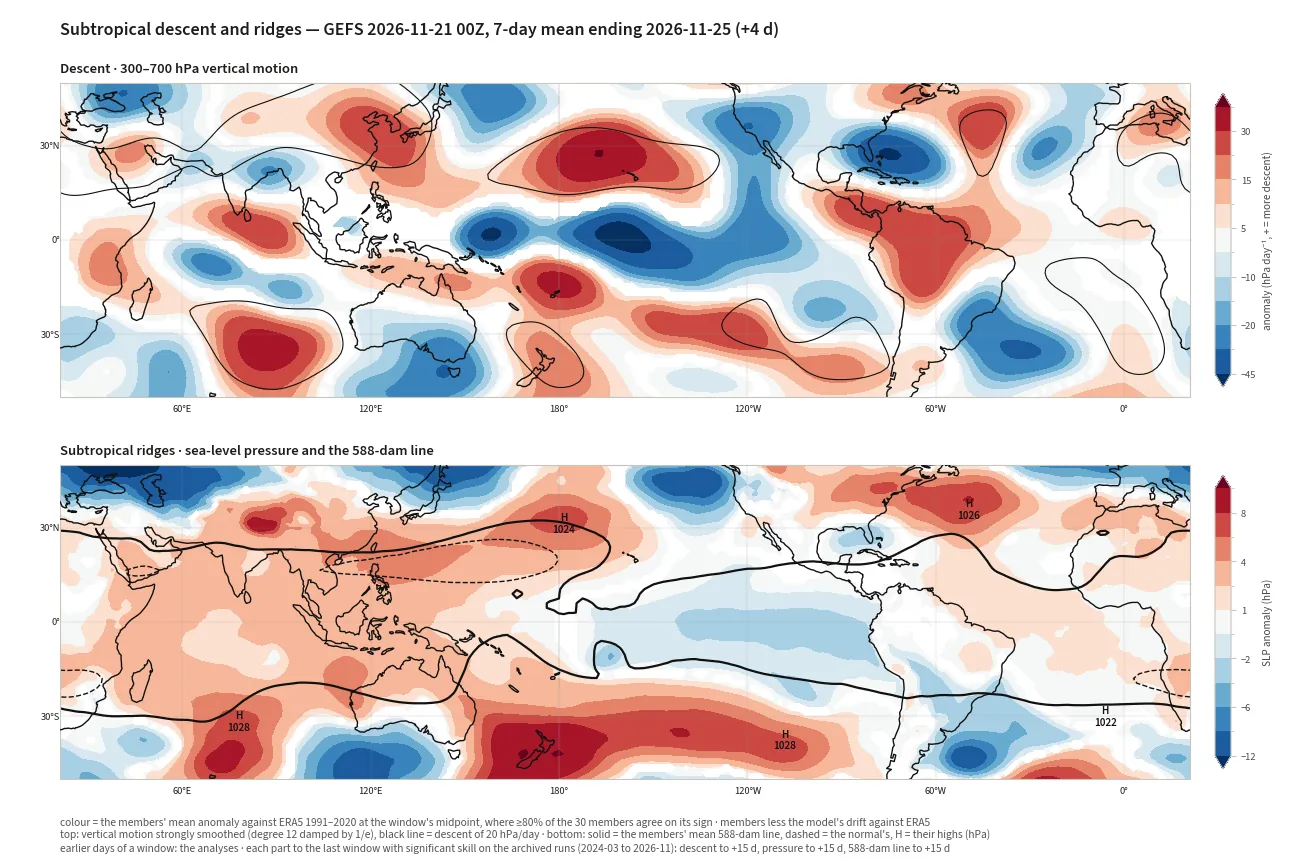 Subtropical descent and ridges — GEFS 2026-11-21 00Z, 7-day mean ending 2026-11-25 (+4 d)
Descent · 300–700 hPa vertical motion
30°N
0°
30°S
60°E
120°E
180°
120°W
60°W
0°
30
15
5
−10
−20
−45
anomaly (hPa day⁻¹, + = more descent)
Subtropical ridges · sea-level pressure and the 588-dam line
30°N
0°
30°S
H
1024
H
1026
H
1028
H
1028
H
1022
60°E
120°E
180°
120°W
60°W
0°
8
4
1
−2
−6
−12
SLP anomaly (hPa)
colour = the members' mean anomaly against ERA5 1991–2020 at the window's midpoint, where ≥80% of the 30 members agree on its sign · members less the model's drift against ERA5
top: vertical motion strongly smoothed (degree 12 damped by 1/e), black line = descent of 20 hPa/day · bottom: solid = the members' mean 588-dam line, dashed = the normal's, H = their highs (hPa)
earlier days of a window: the analyses · each part to the last window with significant skill on the archived runs (2024-03 to 2026-11): descent to +15 d, pressure to +15 d, 588-dam line to +15 d